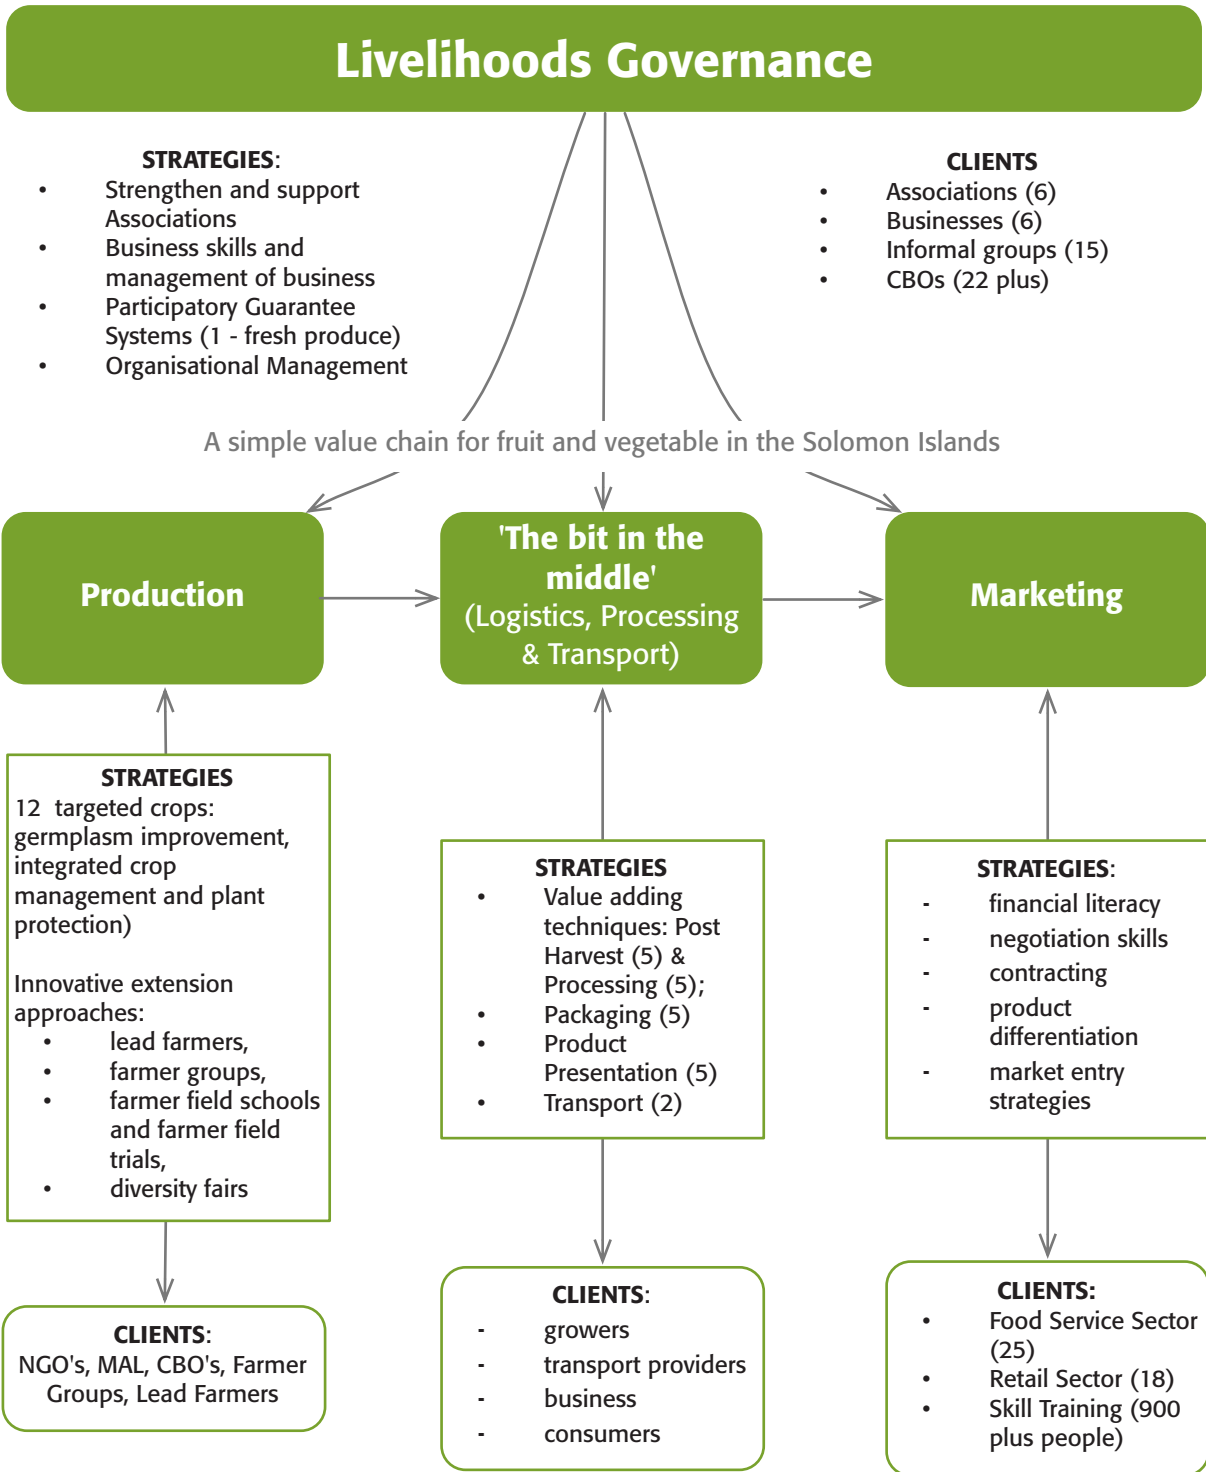 Livelihoods Governance
STRATEGIES:
• Strengthen and support
Associations
• Business skills and
management of business
• Participatory Guarantee
Systems (1 - fresh produce)
• Organisational Management
CLIENTS
• Associations (6)
• Businesses (6)
• Informal groups (15)
• CBOs (22 plus)
A simple value chain for fruit and vegetable in the Solomon Islands
Production
'The bit in the
middle'
(Logistics, Processing
& Transport)
Marketing
STRATEGIES
12 targeted crops:
germplasm improvement,
integrated crop
management and plant
protection)
Innovative extension
approaches:
• lead farmers,
• farmer groups,
• farmer field schools
and farmer field
trials,
• diversity fairs
STRATEGIES
• Value adding
techniques: Post
Harvest (5) &
Processing (5);
• Packaging (5)
• Product
Presentation (5)
• Transport (2)
STRATEGIES:
- financial literacy
- negotiation skills
- contracting
- product
differentiation
- market entry
strategies
CLIENTS:
NGO's, MAL, CBO's, Farmer
Groups, Lead Farmers
CLIENTS:
- growers
- transport providers
- business
- consumers
CLIENTS:
• Food Service Sector
(25)
• Retail Sector (18)
• Skill Training (900
plus people)